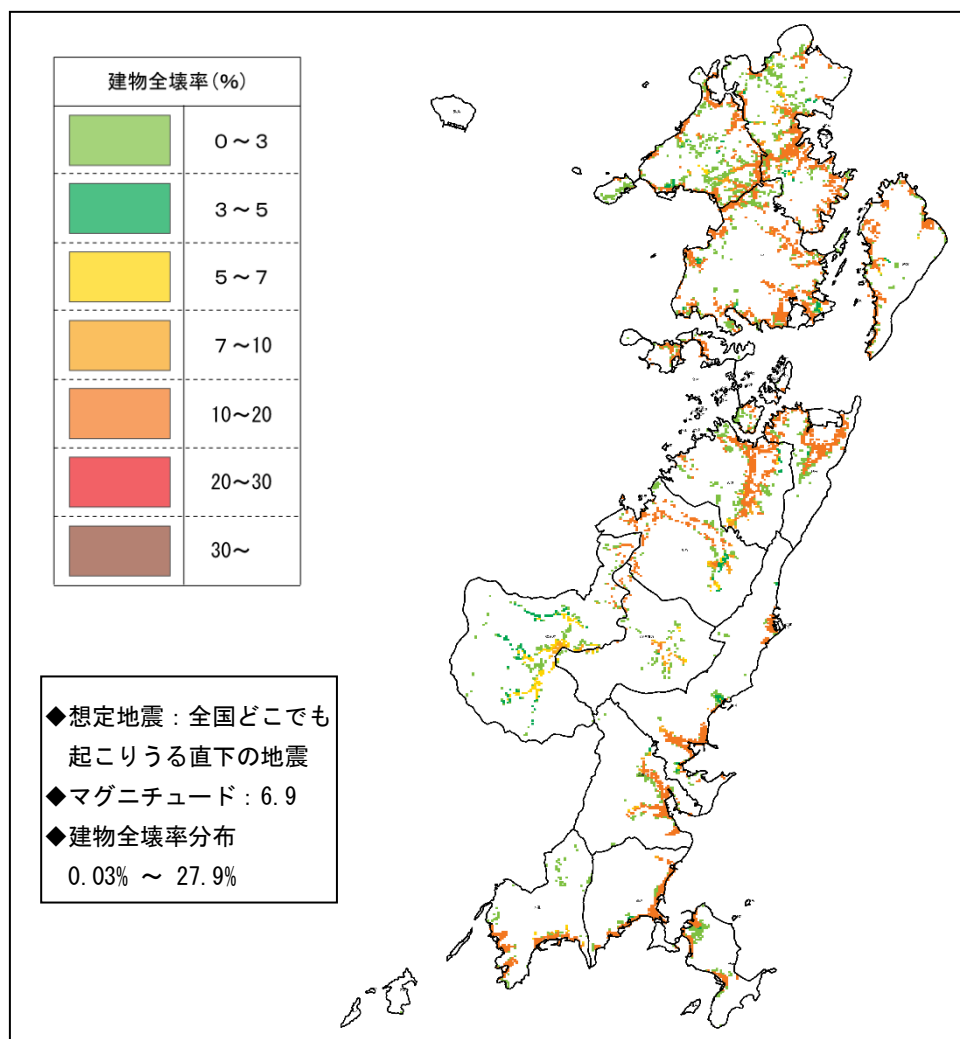 建物全壊率(%)
０～３
３～５
５～７
７～10
10～20
20～30
30～
◆想定地震：全国どこでも
起こりうる直下の地震
◆マグニチュード：6.9
◆建物全壊率分布
0.03% ～ 27.9%